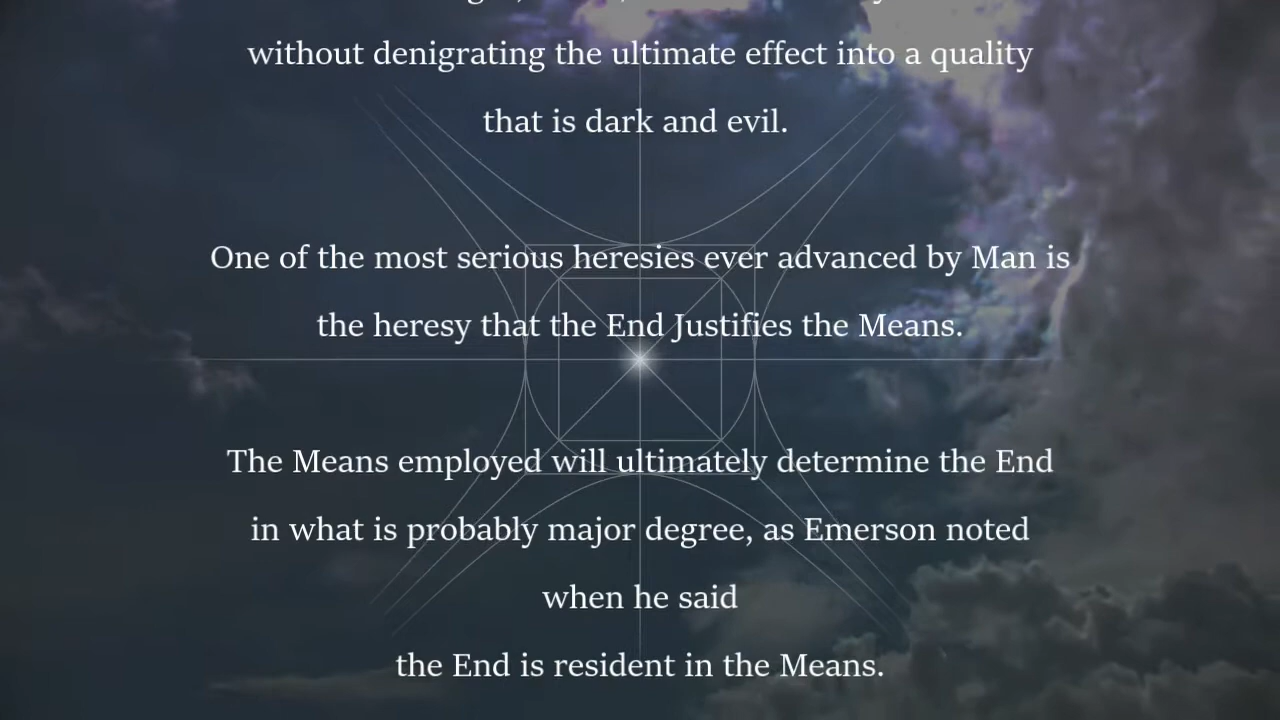 without denigrating the ultimate effect into a quality
that is dark and evil.
One of the most serious heresies ever advanced by Man is
the heresy that the End Justifies the Means.
The Means employed will ultimately determine the End
in what is probably major degree, as Emerson noted
when he said
the End is resident in the Means.